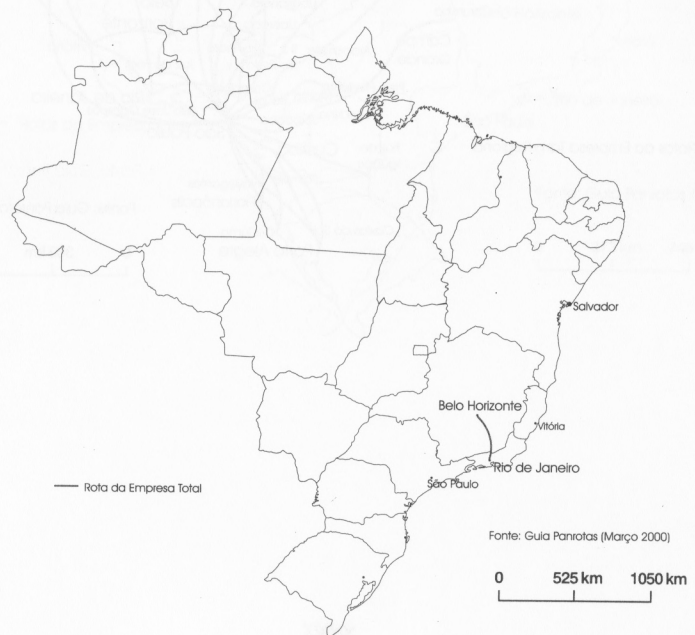 Salvador
Belo Horizonte
Vitória
Rio de Janeiro
São Paulo
Rota da Empresa Total
Fonte: Guia Panrotas (Março 2000)
0 525 km 1050 km